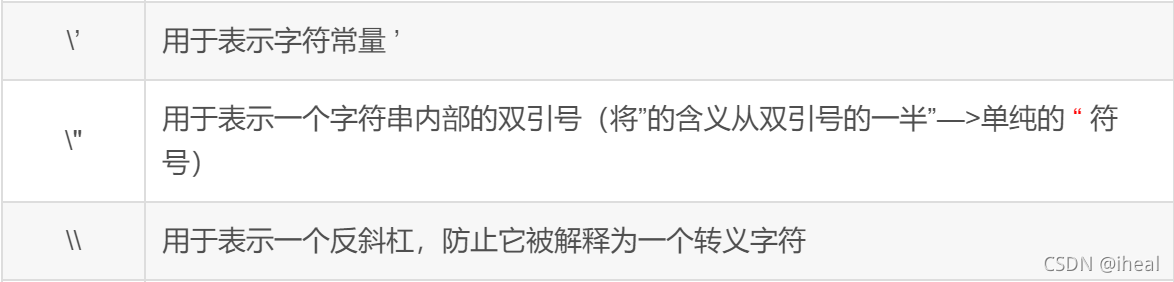 \’ 用于表示字符常量 ’
\" 用于表示一个字符串内部的双引号（将”的含义从双引号的一半”—>单纯的 “ 符
号）
\\ 用于表示一个反斜杠，防止它被解释为一个转义字符
CSDN @iheal